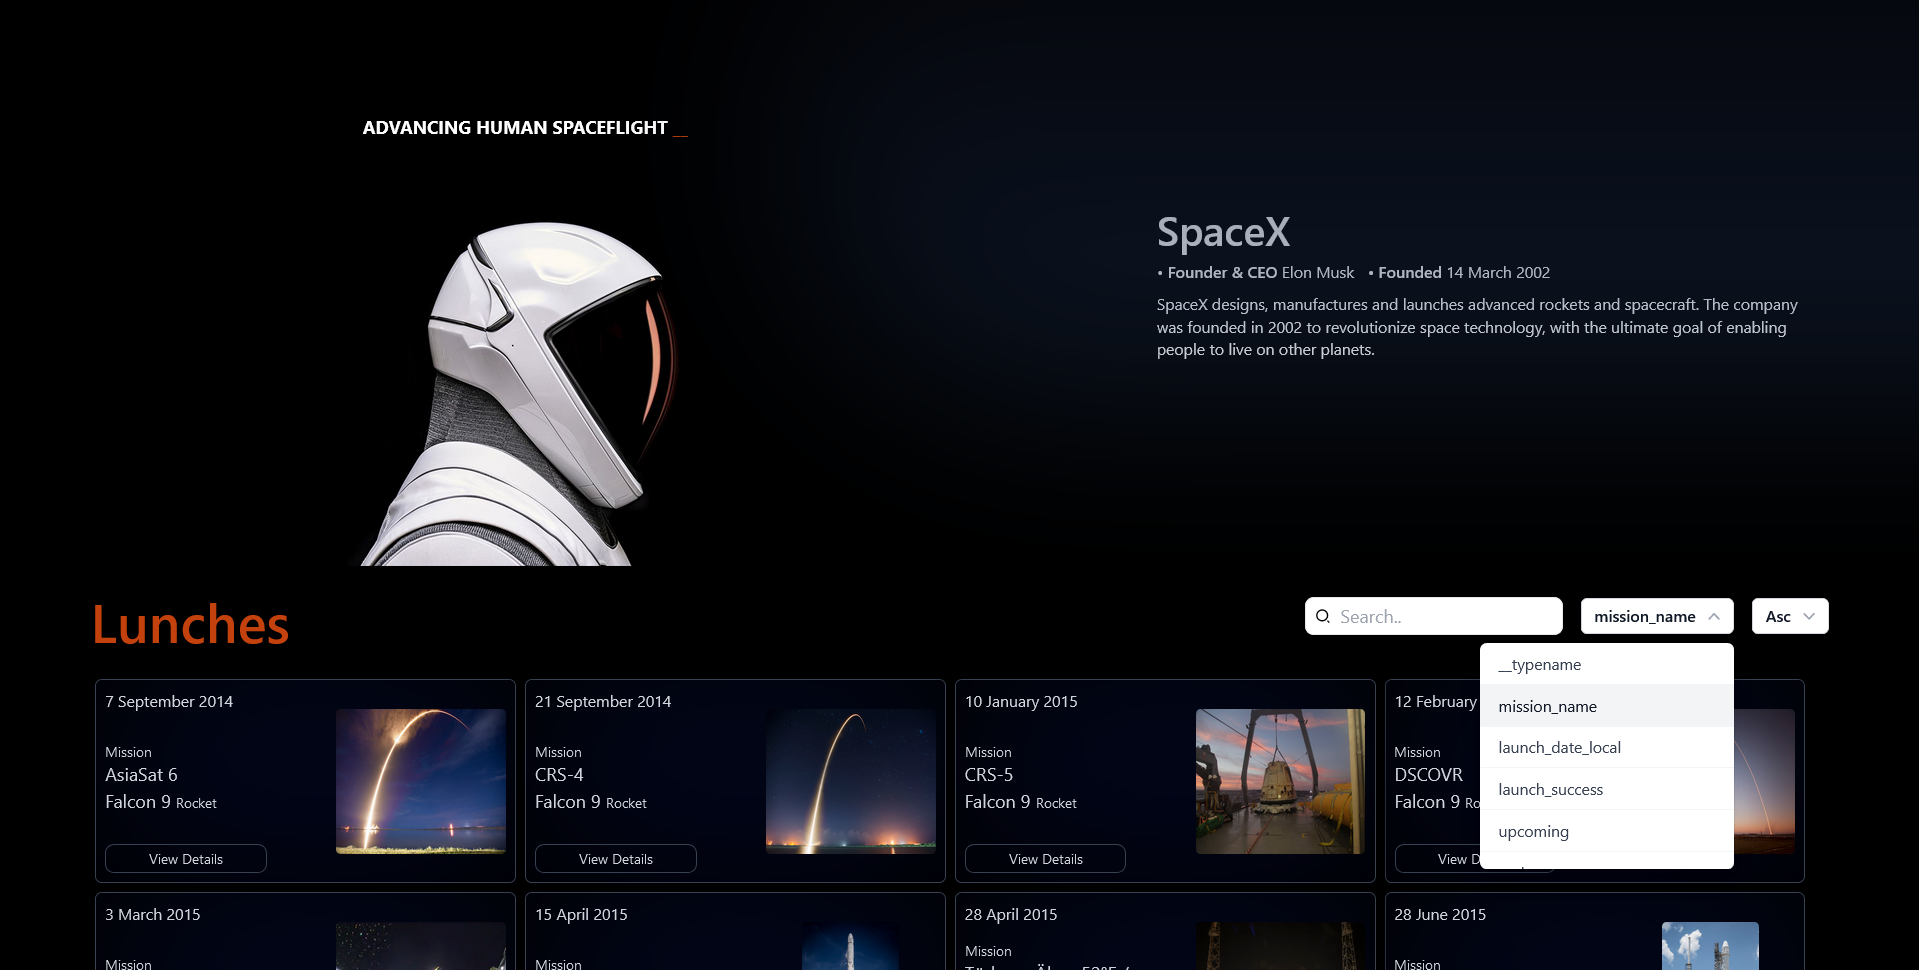 ADVANCING HUMAN SPACEFLIGHT __
SpaceX
• Founder & CEO Elon Musk • Founded 14 March 2002
SpaceX designs, manufactures and launches advanced rockets and spacecraft. The company
was founded in 2002 to revolutionize space technology, with the ultimate goal of enabling
people to live on other planets.
Lunches
Search..
mission_name
Asc
__typename
mission_name
launch_date_local
launch_success
upcoming
7 September 2014
Mission
AsiaSat 6
Falcon 9 Rocket
View Details
21 September 2014
Mission
CRS-4
Falcon 9 Rocket
View Details
10 January 2015
Mission
CRS-5
Falcon 9 Rocket
View Details
12 February
Mission
DSCOVR
Falcon 9 Ro
View D
3 March 2015
Mission
15 April 2015
Mission
28 April 2015
Mission
28 June 2015
Mission